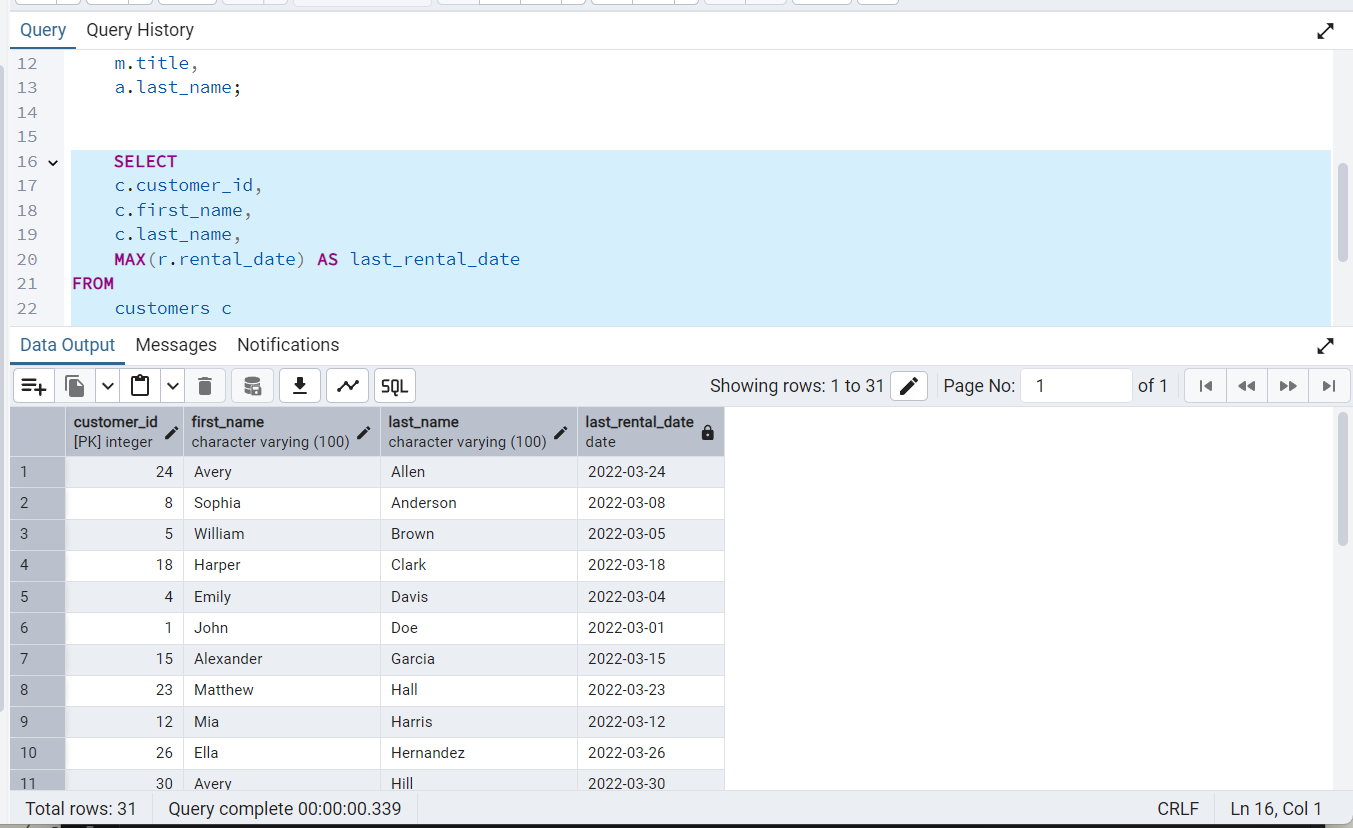 Query Query History
12 m.title,
13 a.last_name;
14
15
16 SELECT
17 c.customer_id,
18 c.first_name,
19 c.last_name,
20 MAX(r.rental_date) AS last_rental_date
21 FROM
22 customers c
Data Output Messages Notifications
SQL Showing rows: 1 to 31 Page No: 1 of 1
customer_id first_name last_name last_rental_date
[PK] integer character varying (100) character varying (100) date
1 24 Avery Allen 2022-03-24
2 8 Sophia Anderson 2022-03-08
3 5 William Brown 2022-03-05
4 18 Harper Clark 2022-03-18
5 4 Emily Davis 2022-03-04
6 1 John Doe 2022-03-01
7 15 Alexander Garcia 2022-03-15
8 23 Matthew Hall 2022-03-23
9 12 Mia Harris 2022-03-12
10 26 Ella Hernandez 2022-03-26
11 30 Avery Hill 2022-03-30
Total rows: 31 Query complete 00:00:00.339 CRLF Ln 16, Col 1